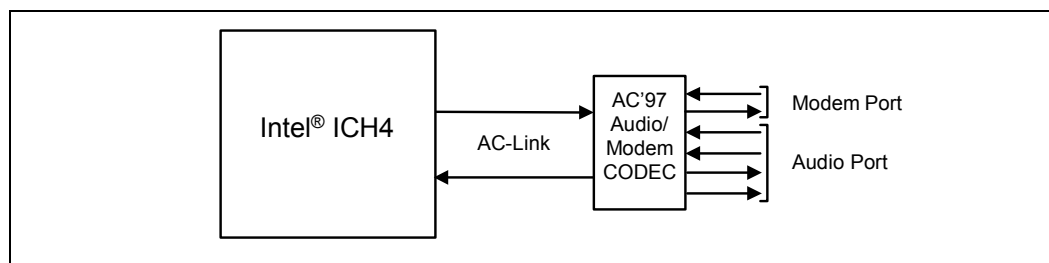 Intel® ICH4
AC-Link
AC’97
Audio/
Modem
CODEC
Modem Port
Audio Port